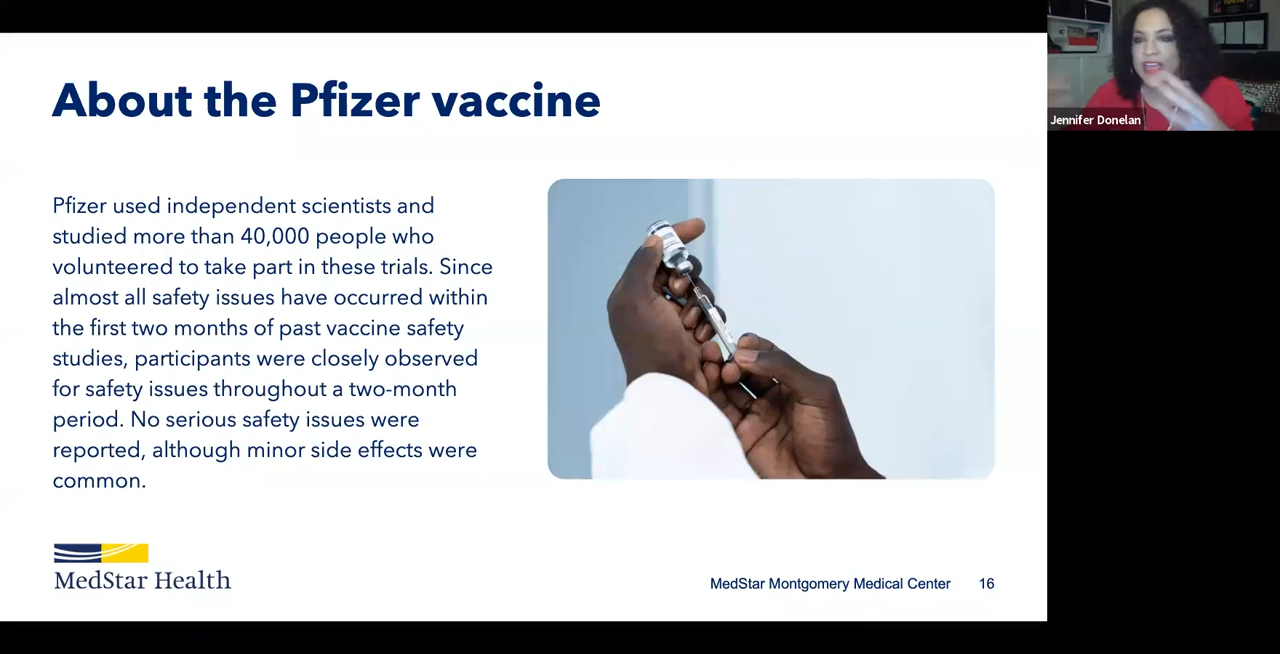 About the Pfizer vaccine
Pfizer used independent scientists and
studied more than 40,000 people who
volunteered to take part in these trials. Since
almost all safety issues have occurred within
the first two months of past vaccine safety
studies, participants were closely observed
for safety issues throughout a two-month
period. No serious safety issues were
reported, although minor side effects were
common.
MedStar Health
MedStar Montgomery Medical Center 16
Jennifer Donelan